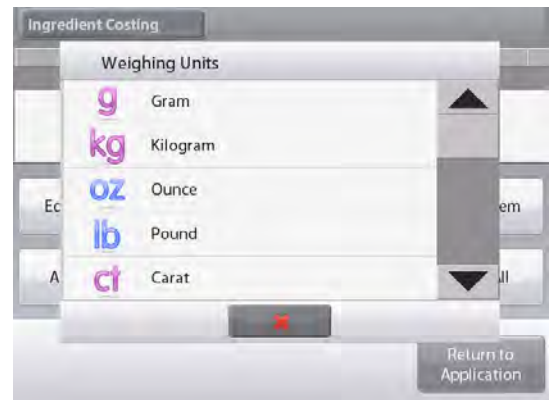 Ingredient Costing
Weighing Units
g Gram
kg Kilogram
oz Ounce
lb Pound
ct Carat
Return to
Application